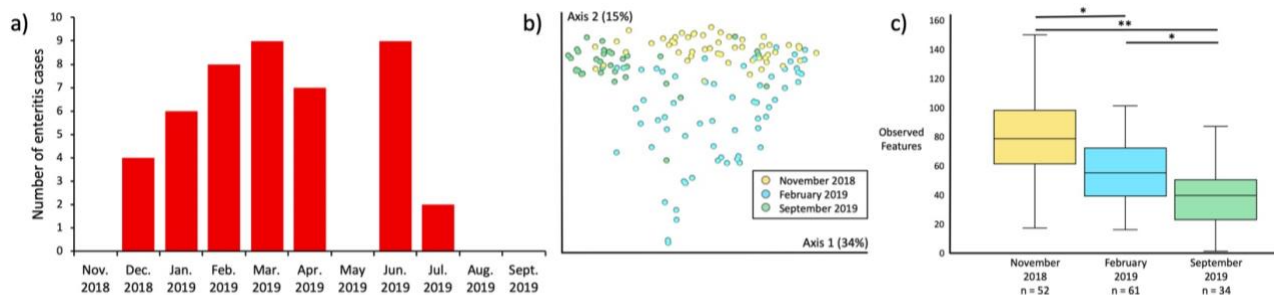 a)
Number of enteritis cases
10
9
8
7
6
5
4
3
2
1
0
Nov. Dec. Jan. Feb. Mar. Apr. May Jun. Jul. Aug. Sept.
2018 2018 2019 2019 2019 2019 2019 2019 2019 2019 2019
b)
Axis 2 (15%)
November 2018
February 2019
September 2019
Axis 1 (34%)
c)
*
**
*
160
140
120
100
80
60
40
20
0
Observed
Features
November February September
2018 2019 2019
n = 52 n = 61 n = 34